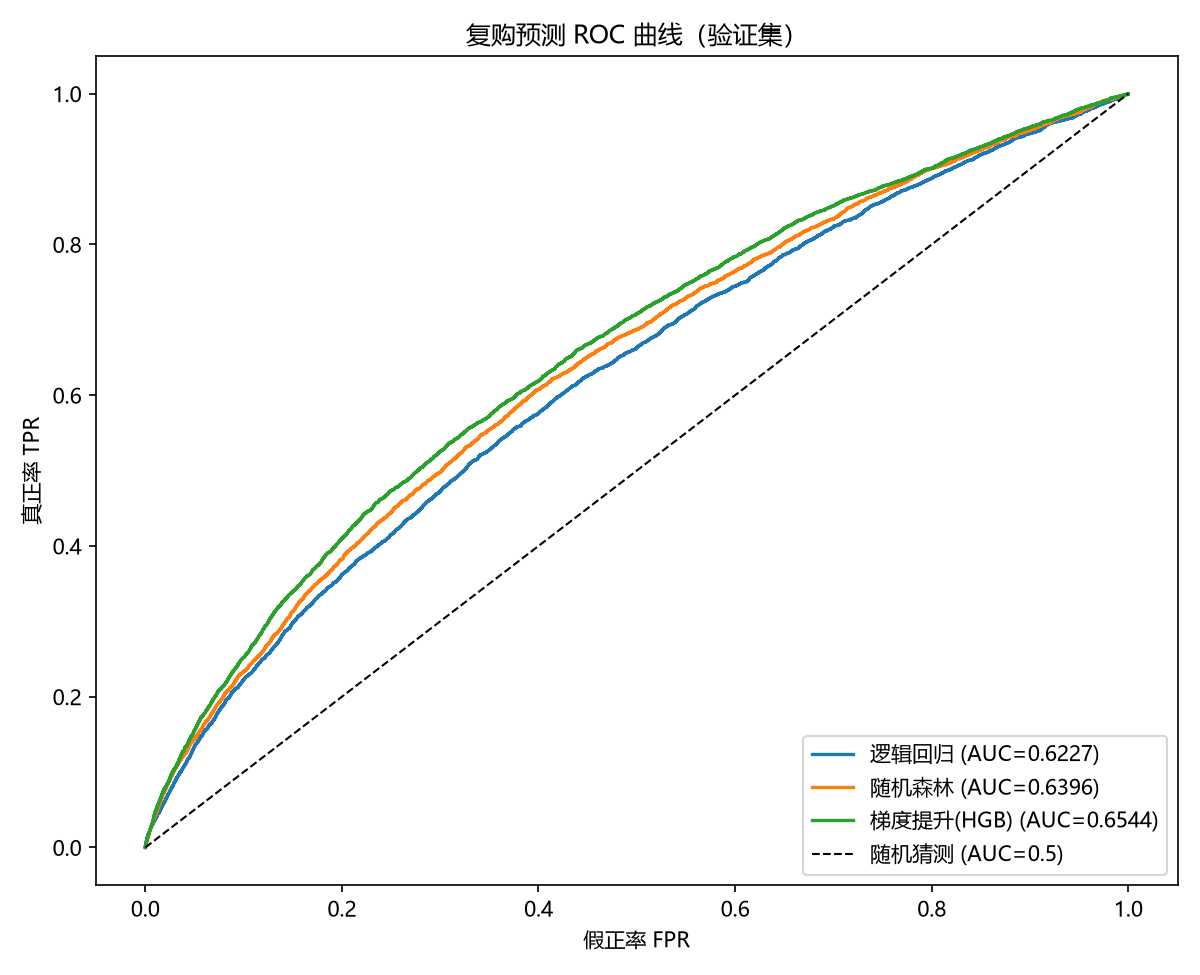 复购预测 ROC 曲线（验证集）
1.0
0.8
0.6
0.4
0.2
0.0
真正率 TPR
0.0 0.2 0.4 0.6 0.8 1.0
假正率 FPR
逻辑回归 (AUC=0.6227)
随机森林 (AUC=0.6396)
梯度提升(HGB) (AUC=0.6544)
随机猜测 (AUC=0.5)